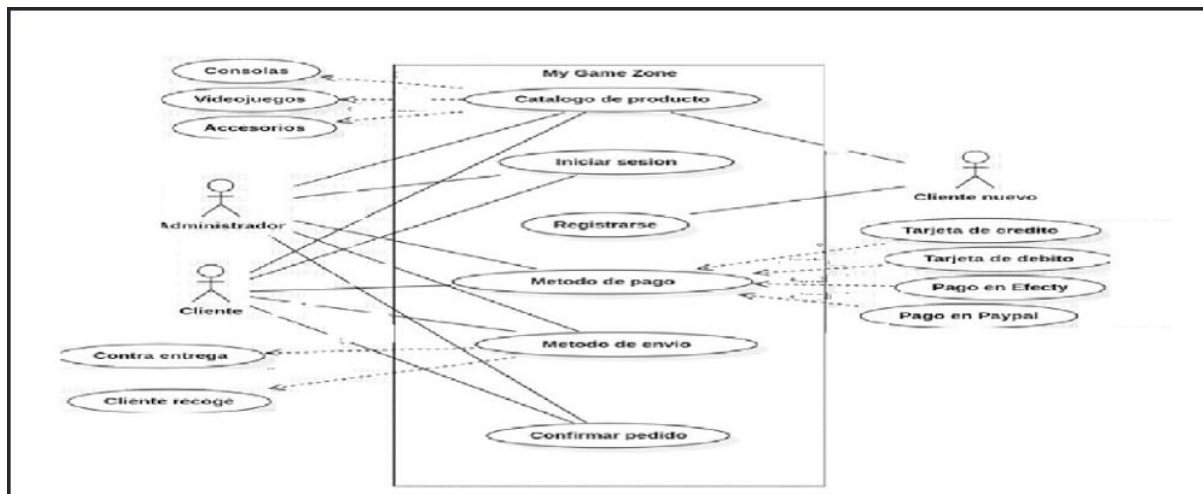 My Game Zone
Consolas
Videojuegos
Accesorios
Catalogo de producto
Iniciar sesion
Registrarse
Metodo de pago
Metodo de envio
Confirmar pedido
Administrador
Cliente
Contra entrega
Cliente recoge
Cliente nuevo
Tarjeta de credito
Tarjeta de debito
Pago en Efecty
Pago en Paypal